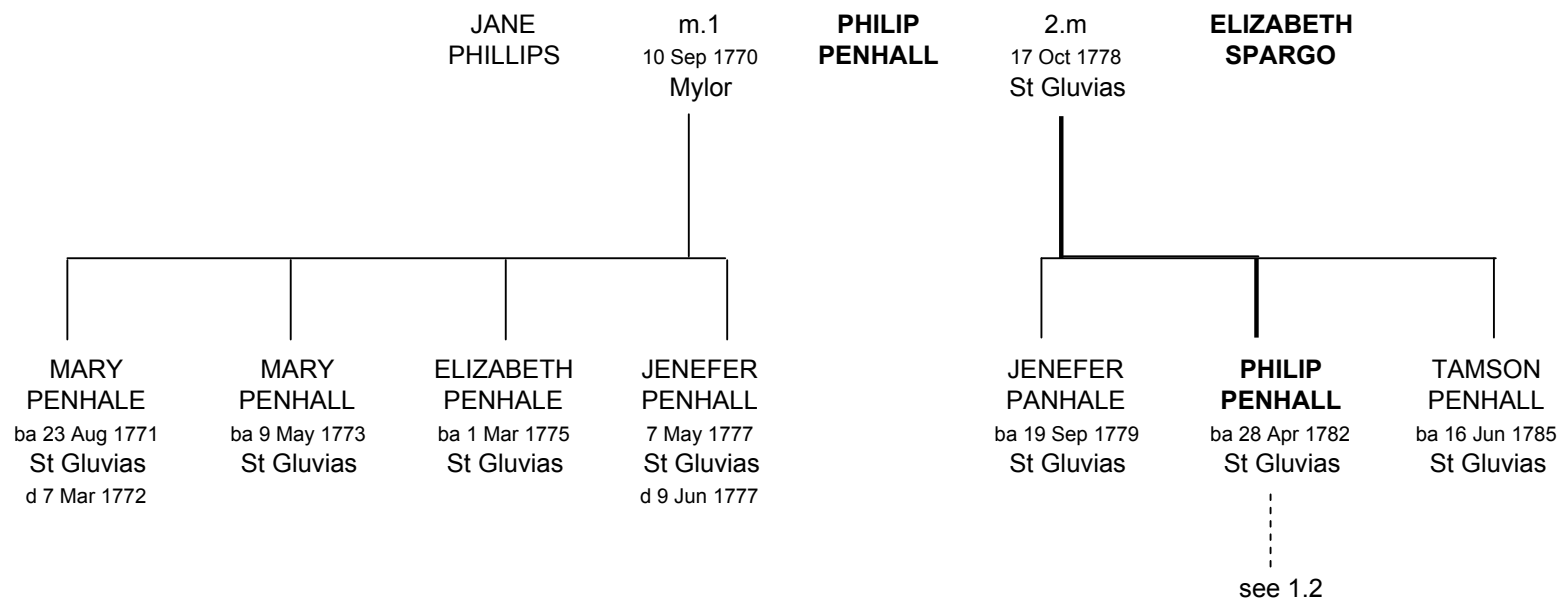 JANE
PHILLIPS
m.1
10 Sep 1770
Mylor
PHILIP
PENHALL
2.m
17 Oct 1778
St Gluvias
ELIZABETH
SPARGO
MARY
PENHALE
ba 23 Aug 1771
St Gluvias
d 7 Mar 1772
MARY
PENHALL
ba 9 May 1773
St Gluvias
ELIZABETH
PENHALE
ba 1 Mar 1775
St Gluvias
JENEFER
PENHALL
7 May 1777
St Gluvias
d 9 Jun 1777
JENEFER
PANHALE
ba 19 Sep 1779
St Gluvias
PHILIP
PENHALL
ba 28 Apr 1782
St Gluvias
see 1.2
TAMSON
PENHALL
ba 16 Jun 1785
St Gluvias